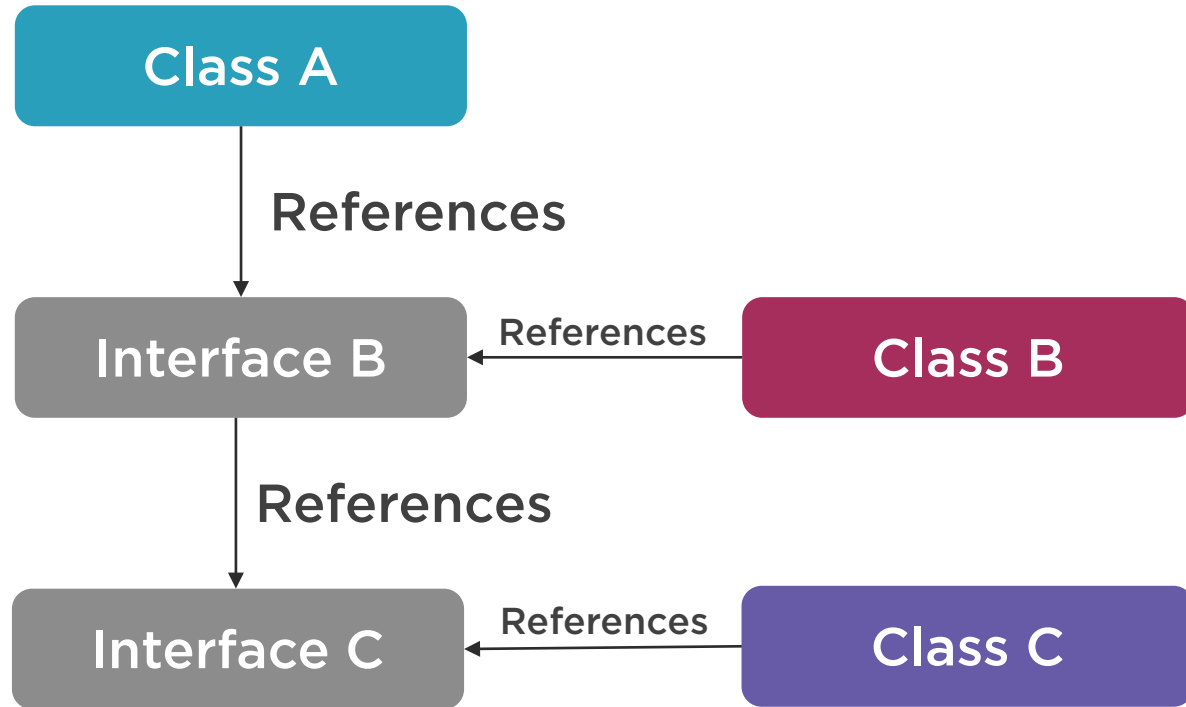 Class A
References
Interface B
References
Class B
References
Interface C
References
Class C